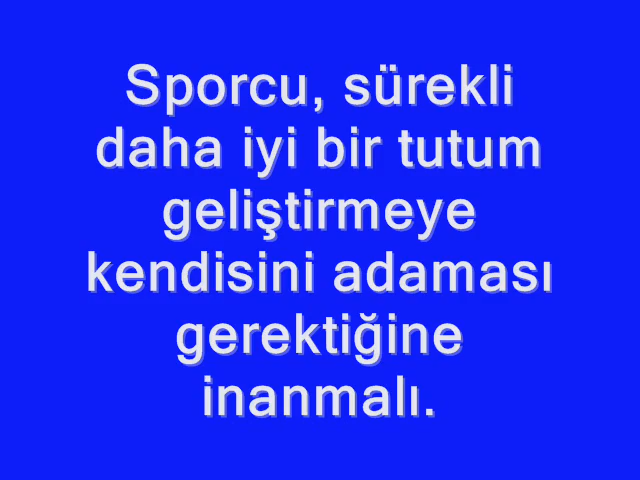 Sporcu, sürekli
daha iyi bir tutum
geliştirmeye
kendisini adaması
gerektiğine
inanmalı.